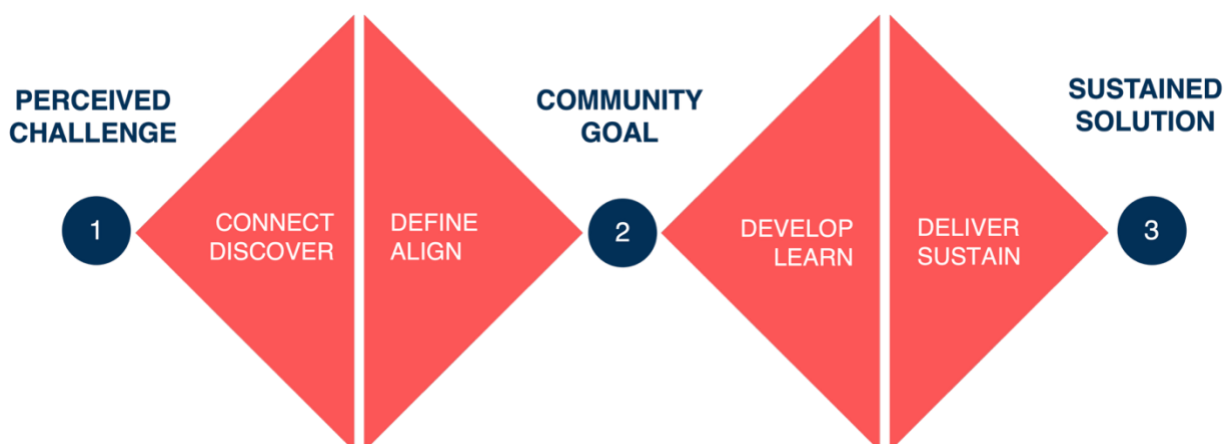 PERCEIVED
CHALLENGE
1
CONNECT
DISCOVER
DEFINE
ALIGN
COMMUNITY
GOAL
2
DEVELOP
LEARN
DELIVER
SUSTAIN
SUSTAINED
SOLUTION
3